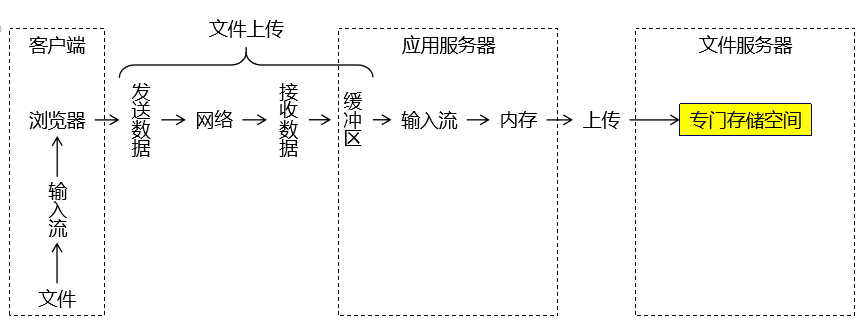 文件上传
客户端
应用服务器
文件服务器
浏览器
发送数据
网络
接收数据
缓冲区
输入流
内存
上传
专门存储空间
输入流
文件